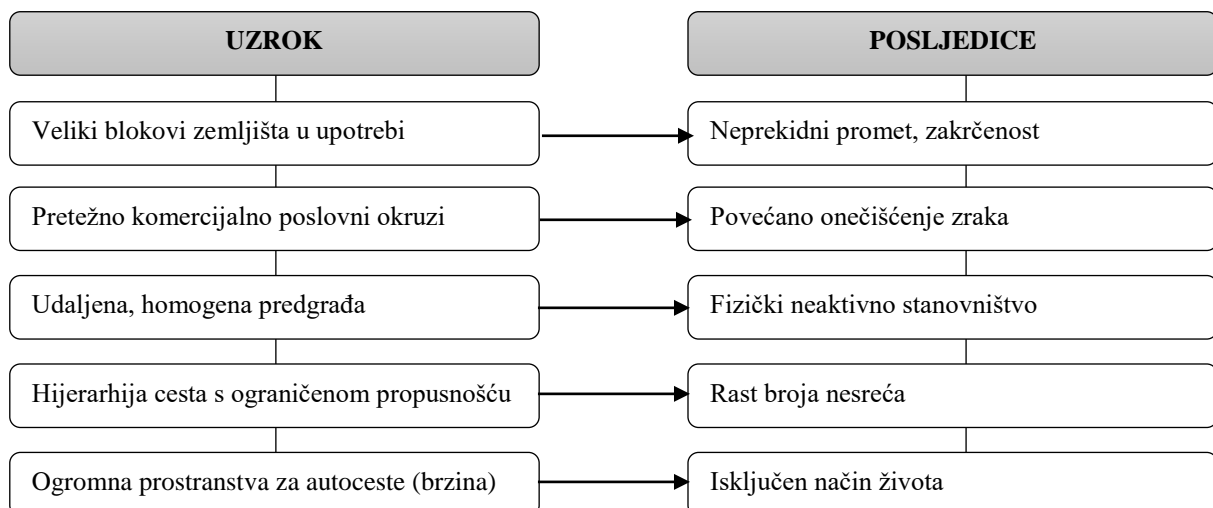 UZROK
POSLJEDICE
Veliki blokovi zemljišta u upotrebi
Neprekidni promet, zakrčenost
Pretežno komercijalno poslovni okruzi
Povećano onečišćenje zraka
Udaljena, homogena predgrađa
Fizički neaktivno stanovništvo
Hijerarhija cesta s ograničenom propusnošću
Rast broja nesreća
Ogromna prostranstva za autoceste (brzina)
Isključen način života